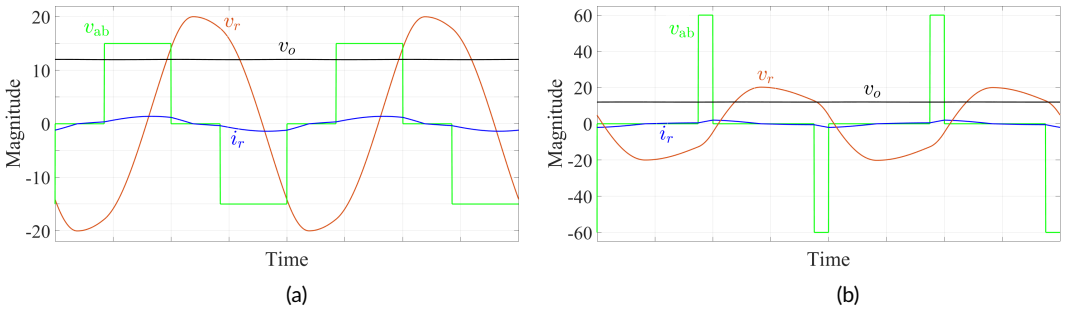 20
10
0
-10
-20
Magnitude
v_ab
v_r
v_o
i_r
Time
(a)
60
40
20
0
-20
-40
-60
Magnitude
v_ab
v_r
v_o
i_r
Time
(b)